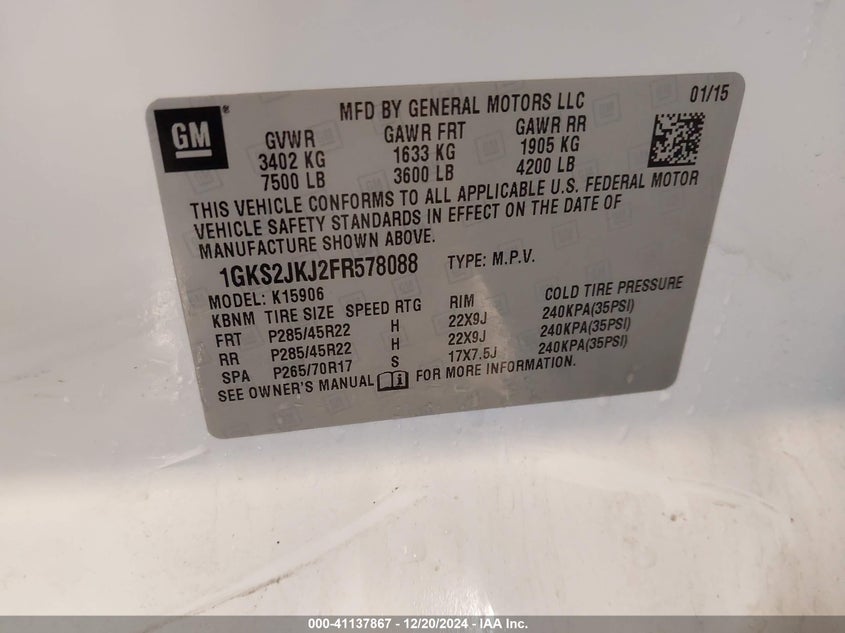 GM®
MFD BY GENERAL MOTORS LLC 01/15
GVWR GAWR FRT GAWR RR
3402 KG 1633 KG 1905 KG
7500 LB 3600 LB 4200 LB
THIS VEHICLE CONFORMS TO ALL APPLICABLE U.S. FEDERAL MOTOR
VEHICLE SAFETY STANDARDS IN EFFECT ON THE DATE OF
MANUFACTURE SHOWN ABOVE.
1GKS2JKJ2FR578088 TYPE: M.P.V.
MODEL: K15906
KBNM TIRE SIZE SPEED RTG RIM COLD TIRE PRESSURE
FRT P285/45R22 H 22X9J 240KPA(35PSI)
RR P285/45R22 H 22X9J 240KPA(35PSI)
SPA P265/70R17 S 17X7.5J 240KPA(35PSI)
SEE OWNER'S MANUAL FOR MORE INFORMATION.
000-41137867 - 12/20/2024 - IAA, Inc.